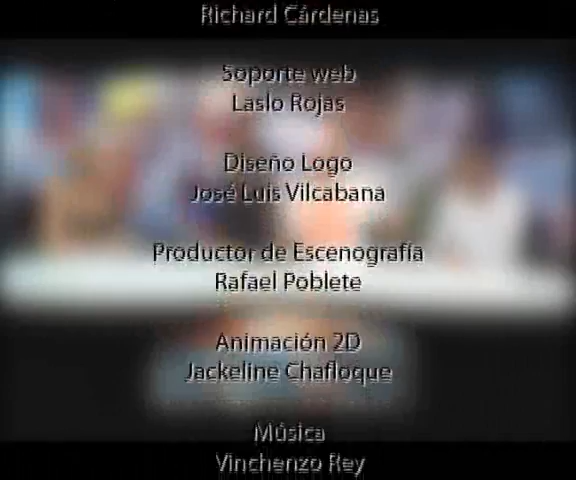 Richard Cárdenas
Soporte web
Laslo Rojas
Diseño Logo
José Luis Vilcabana
Productor de Escenografía
Rafael Poblete
Animación 2D
Jackeline Chafloque
Música
Vinchenzo Rey